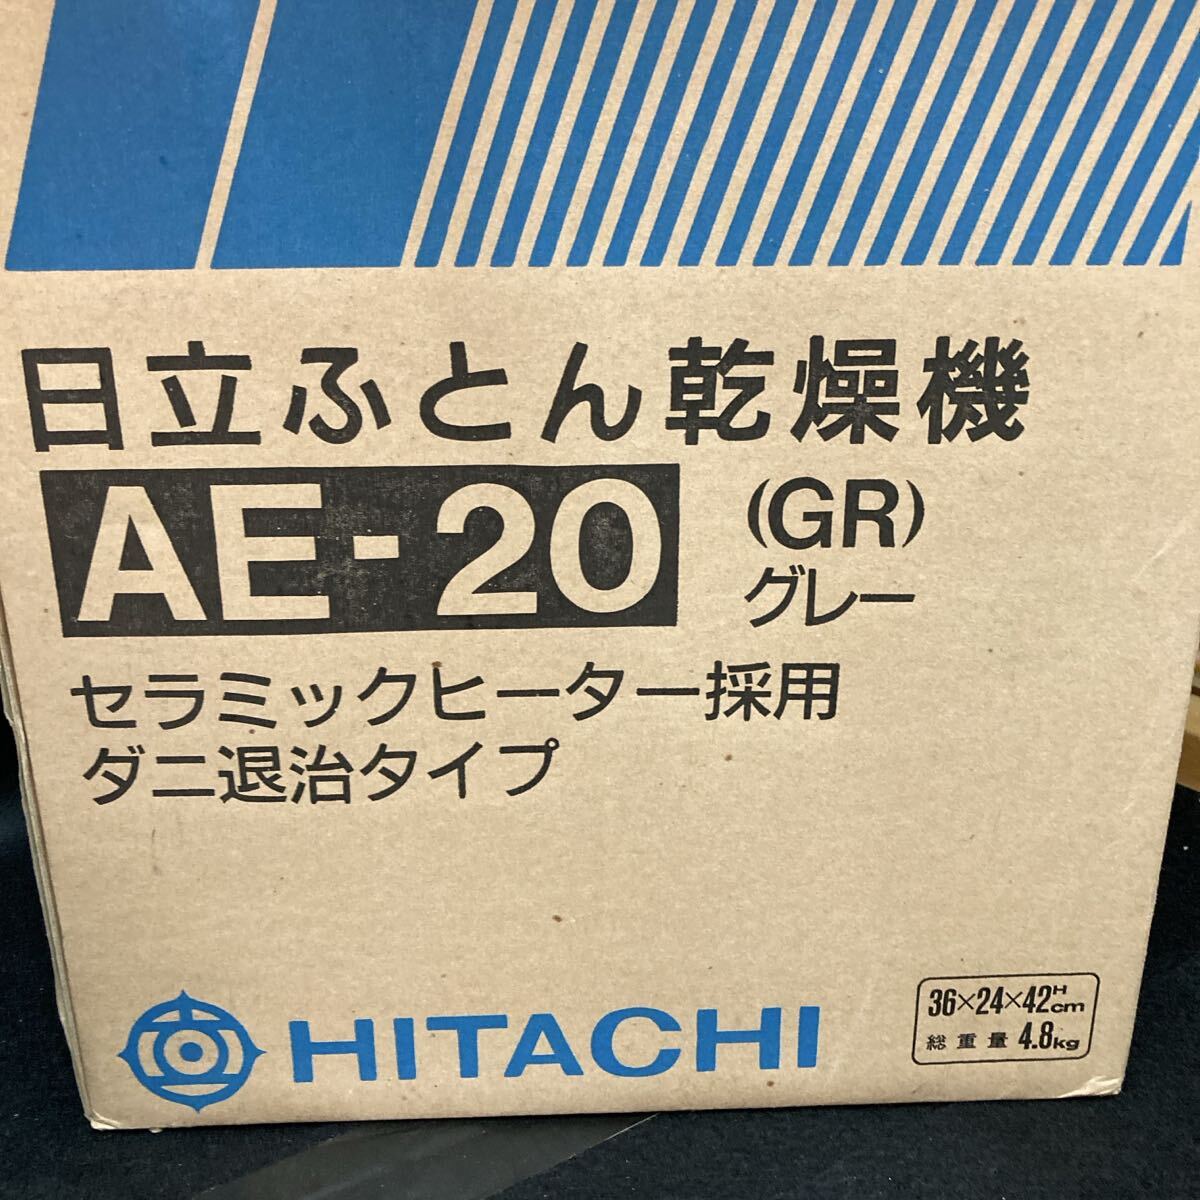 日立ふとん乾燥機
AE-20 (GR)
グレー
セラミックヒーター採用
ダニ退治タイプ
HITACHI
36×24×42ᴴcm
総重量 4.8kg